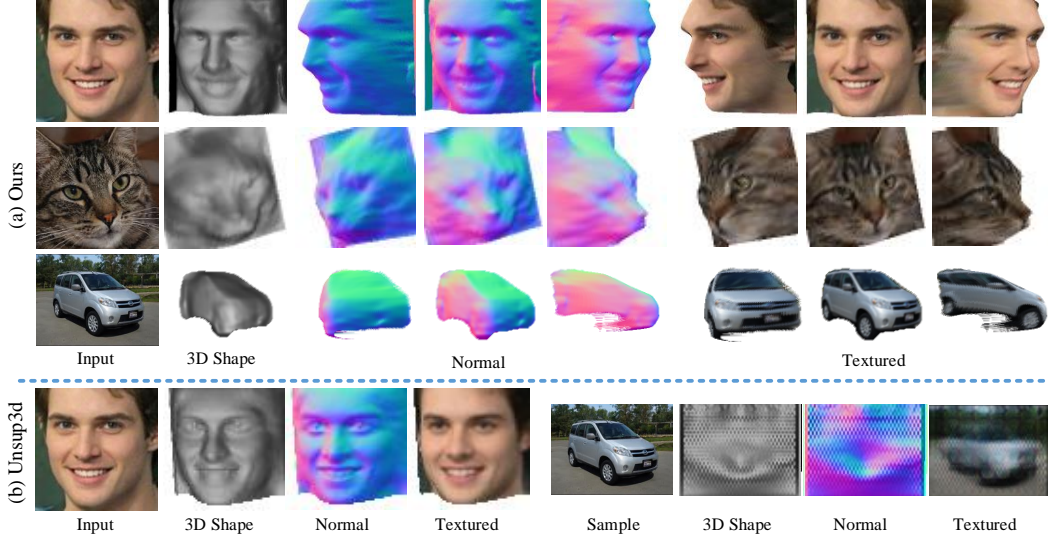 (a) Ours
Input
3D Shape
Normal
Textured
(b) Unsup3d
Input
3D Shape
Normal
Textured
Sample
3D Shape
Normal
Textured